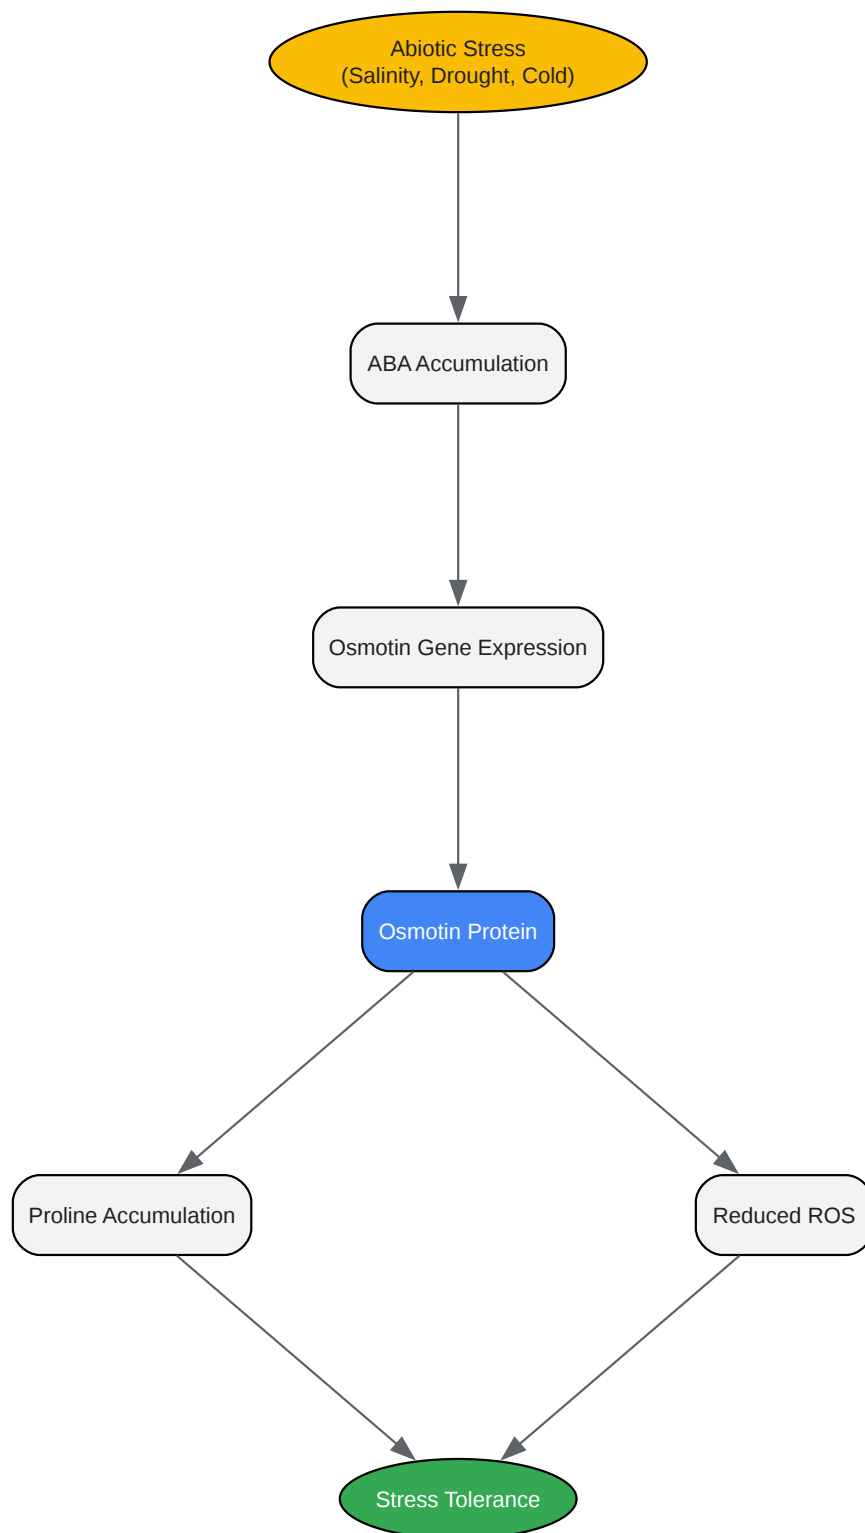 Abiotic Stress
(Salinity, Drought, Cold)
ABA Accumulation
Osmotin Gene Expression
Osmotin Protein
Proline Accumulation
Reduced ROS
Stress Tolerance